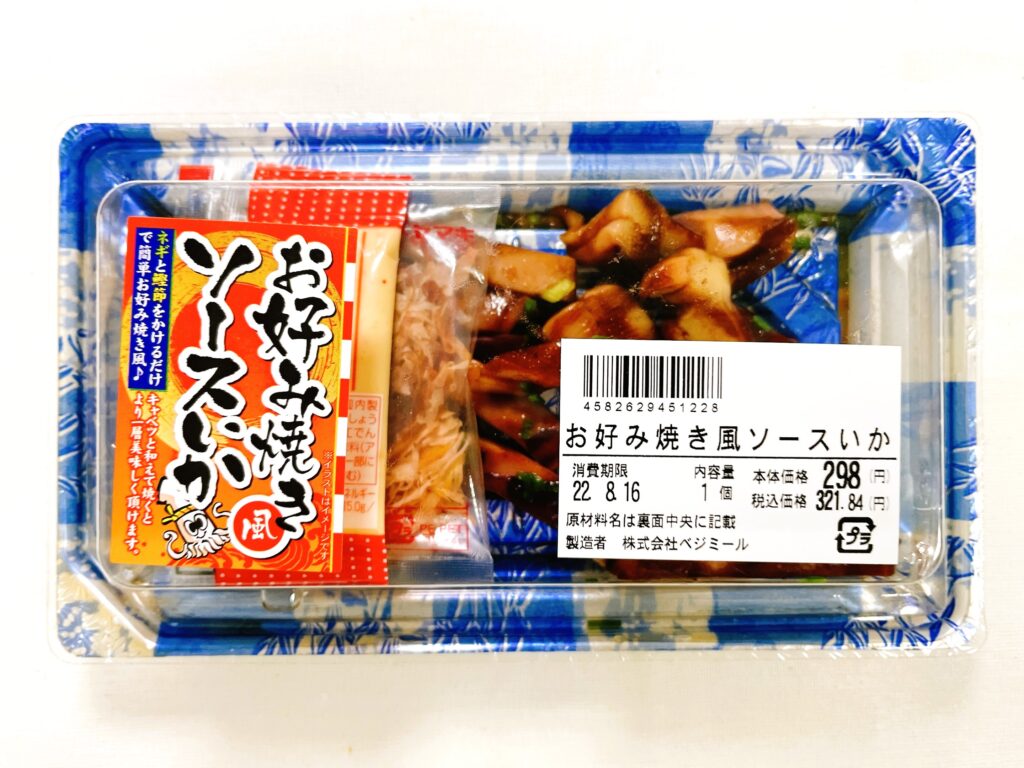 お好み焼き風
ソースいか
ネギと鰹節をかけるだけ
で簡単お好み焼き風♪
キャベツと和えて焼くと
より一層美味しく頂けます。
※イラストはイメージです
4582629451228
お好み焼き風ソースいか
消費期限 内容量 本体価格 298(円)
22 8.16 1個 税込価格 321.84(円)
原材料名は裏面中央に記載
製造者 株式会社ベジミール
プラ